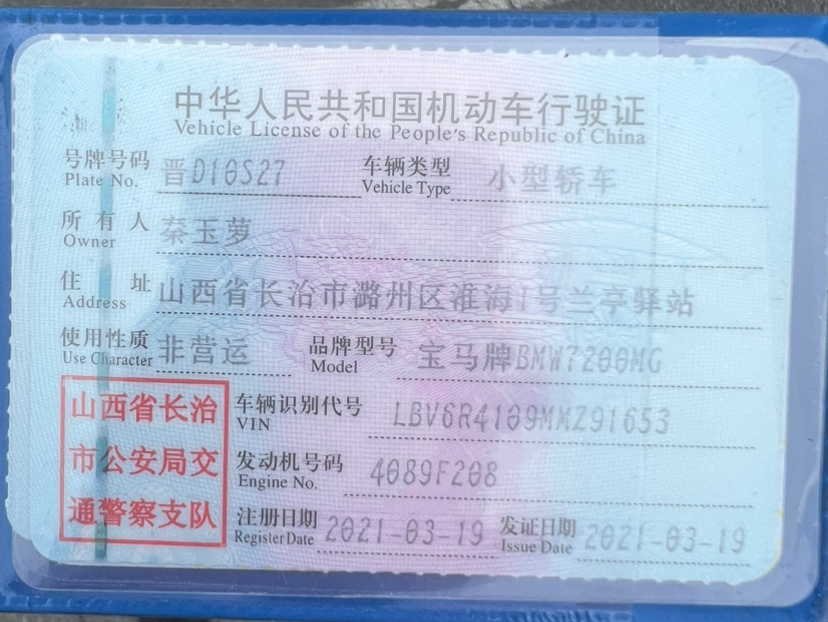 中华人民共和国机动车行驶证
Vehicle License of the People's Republic of China
号牌号码 晋D10S27 车辆类型 小型轿车
Plate No. Vehicle Type
所有人 秦玉萝
Owner
住址 山西省长治市潞州区淮海1号兰亭驿站
Address
使用性质 非营运 品牌型号 宝马牌BMW7200MG
Use Character Model
山西省长治
市公安局交
通警察支队
车辆识别代号 LBV6R4109MMZ91653
VIN
发动机号码 4089F208
Engine No.
注册日期 2021-03-19 发证日期 2021-03-19
Register Date Issue Date